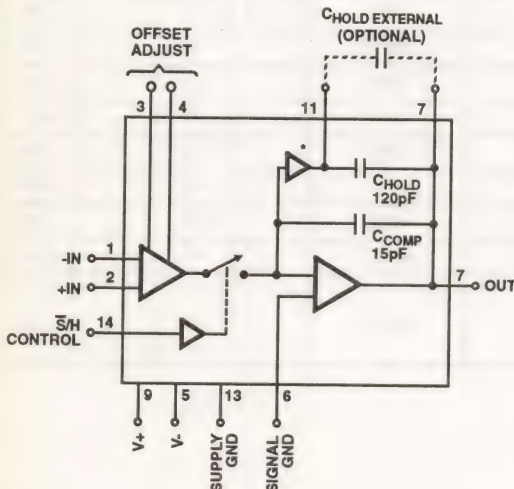 CHOLD EXTERNAL
(OPTIONAL)
OFFSET
ADJUST
3
4
11
7
*
CHOLD
120pF
CCOMP
15pF
-IN
1
+IN
2
7
OUT
S̅/H
CONTROL
14
9
5
13
6
V+
V-
SUPPLY
GND
SIGNAL
GND